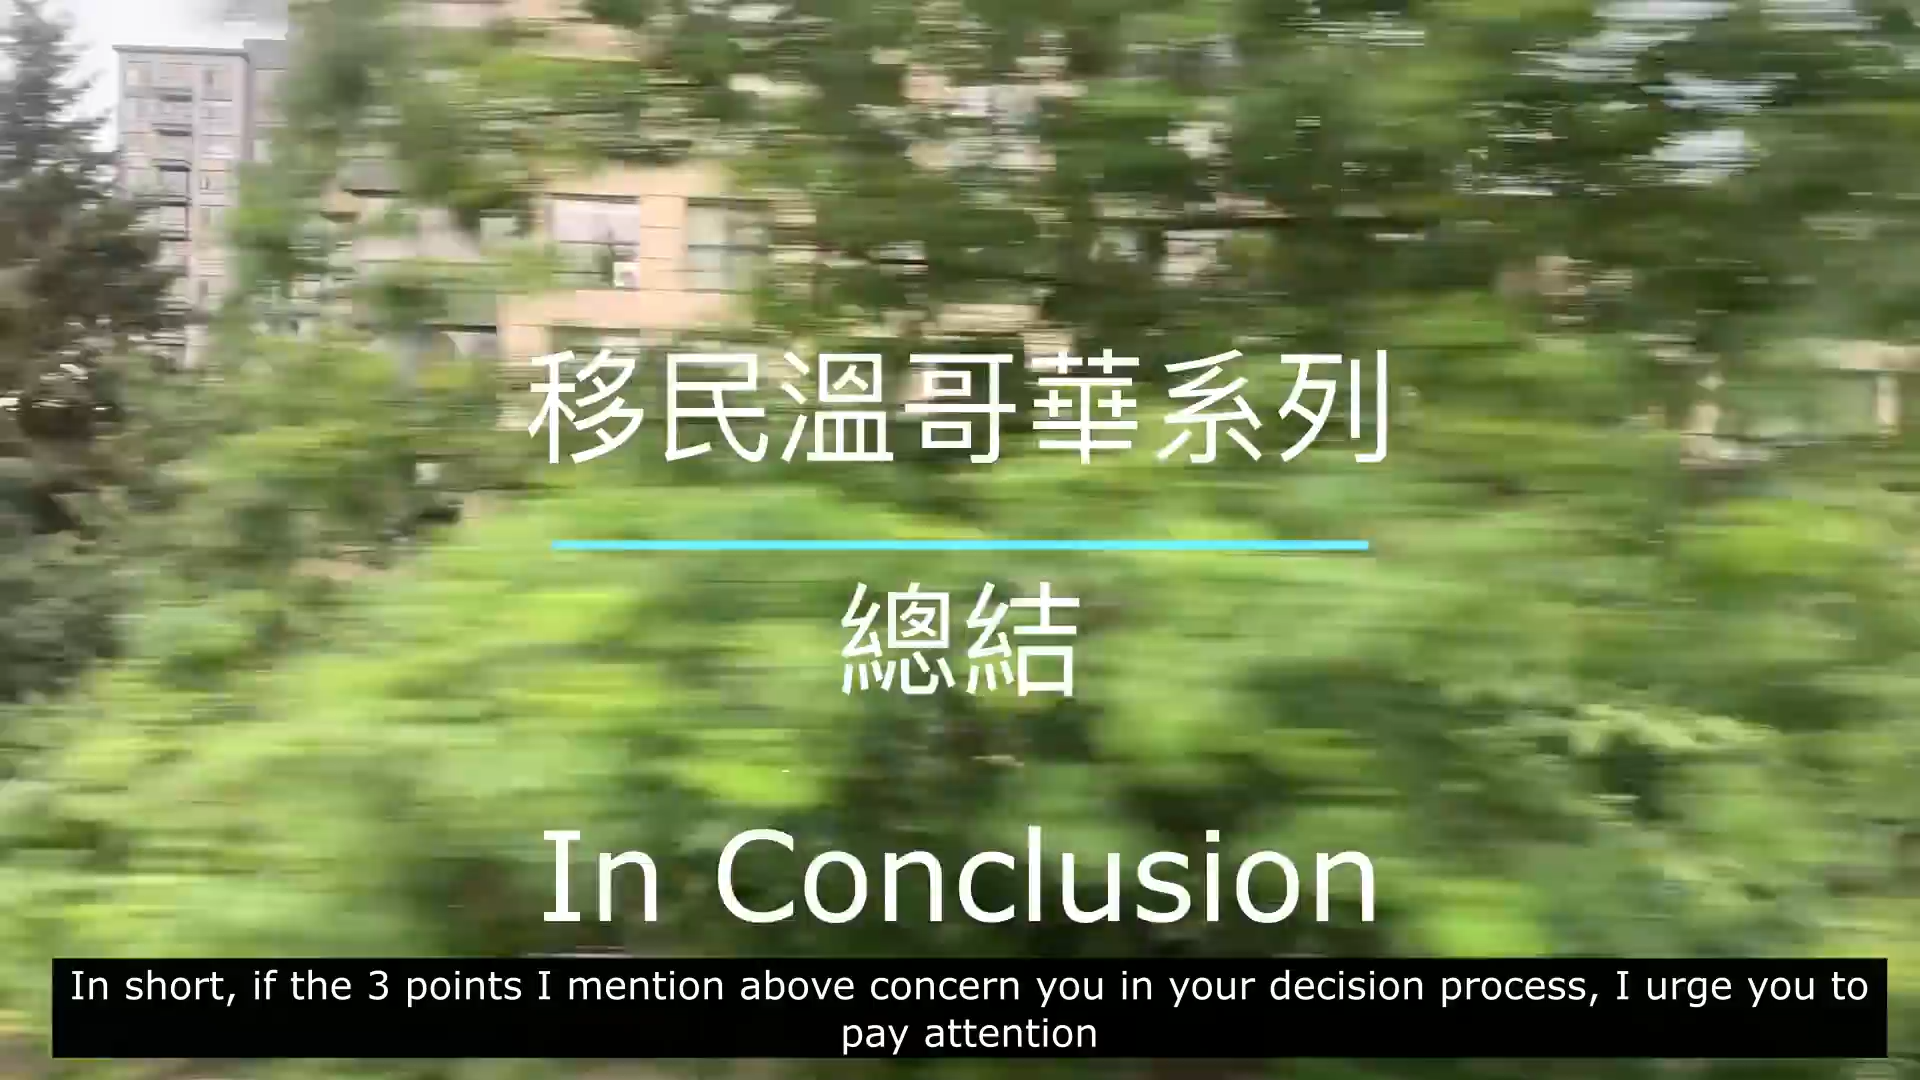 移民溫哥華系列
總結
In Conclusion
In short, if the 3 points I mention above concern you in your decision process, I urge you to
pay attention